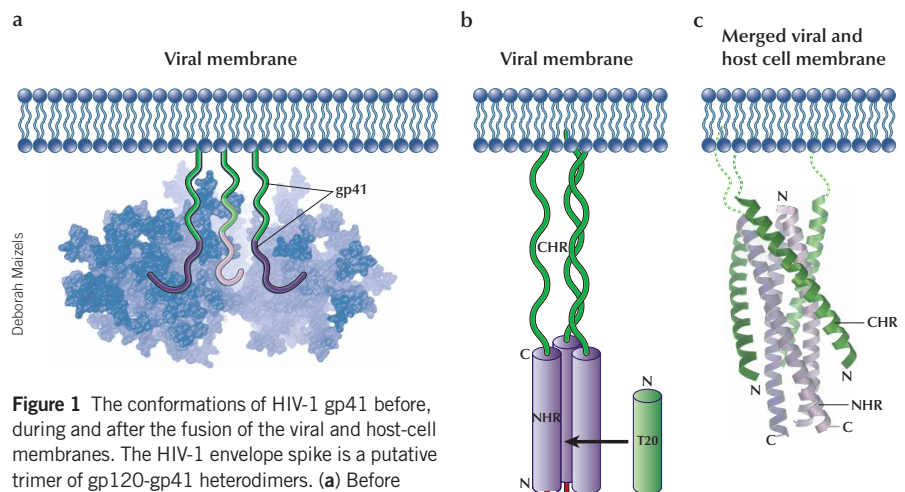 a
Viral membrane
gp41
Deborah Maizels
b
Viral membrane
CHR
C
NHR
N
N
T20
c
Merged viral and
host cell membrane
N
N
CHR
N
N
NHR
C
C
Figure 1 The conformations of HIV-1 gp41 before,
during and after the fusion of the viral and host-cell
membranes. The HIV-1 envelope spike is a putative
trimer of gp120-gp41 heterodimers. (a) Before